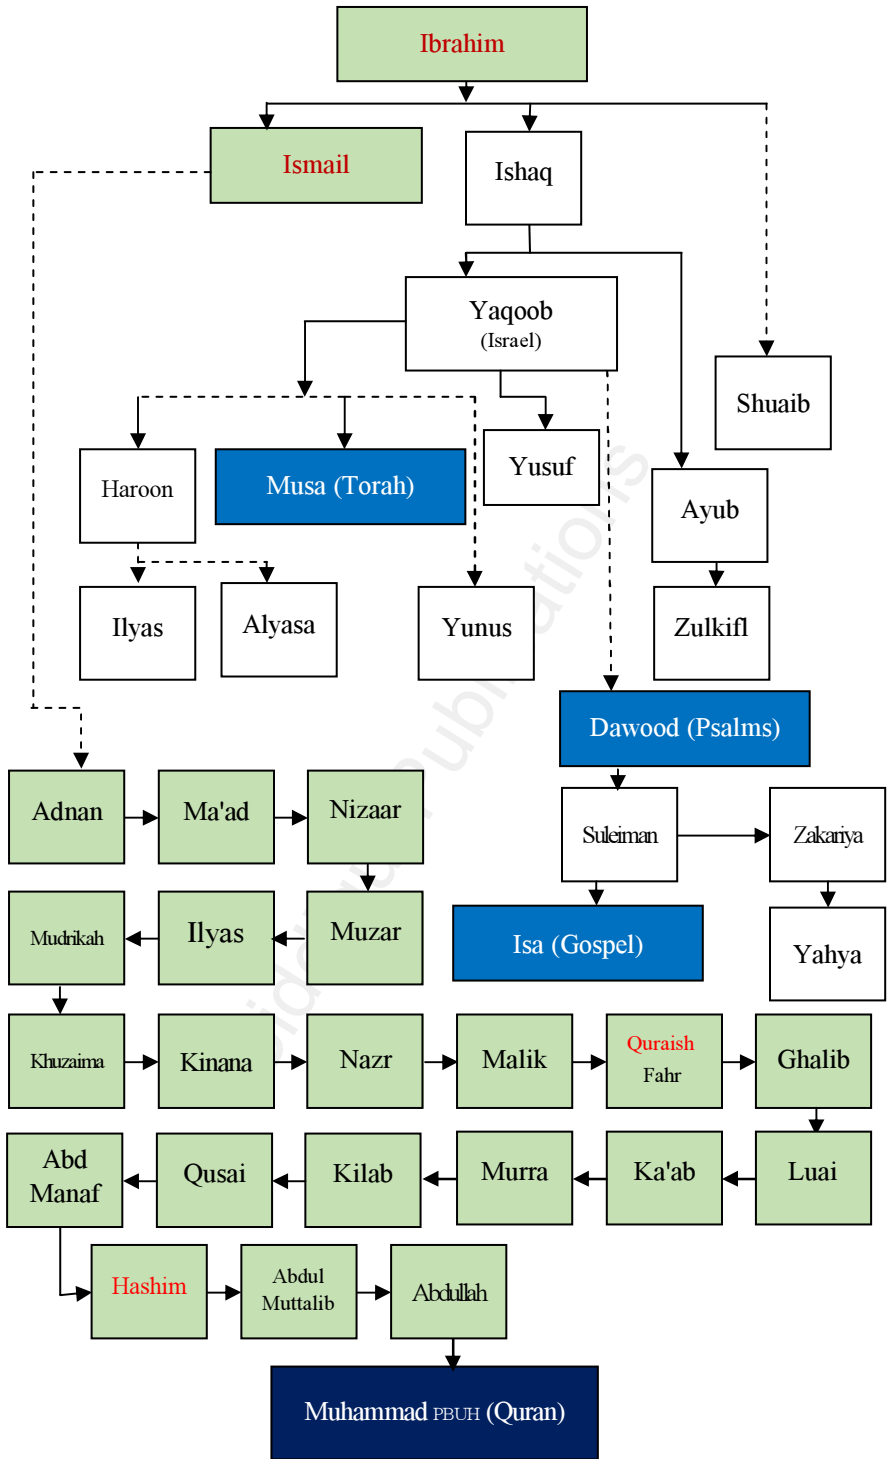 Ibrahim
Ismail
Ishaq
Yaqoob
(Israel)
Shuaib
Haroon
Musa (Torah)
Yusuf
Ayub
Ilyas
Alyasa
Yunus
Zulkifl
Dawood (Psalms)
Adnan
Ma'ad
Nizaar
Suleiman
Zakariya
Mudrikah
Ilyas
Muzar
Isa (Gospel)
Yahya
Khuzaima
Kinana
Nazr
Malik
Quraish
Fahr
Ghalib
Abd
Manaf
Qusai
Kilab
Murra
Ka'ab
Luai
Hashim
Abdul
Muttalib
Abdullah
Muhammad PBUH (Quran)